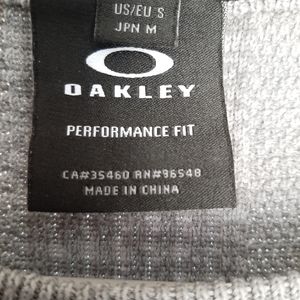 US/EU S
JPN M
OAKLEY
PERFORMANCE FIT
CA#35460 RN#96548
MADE IN CHINA